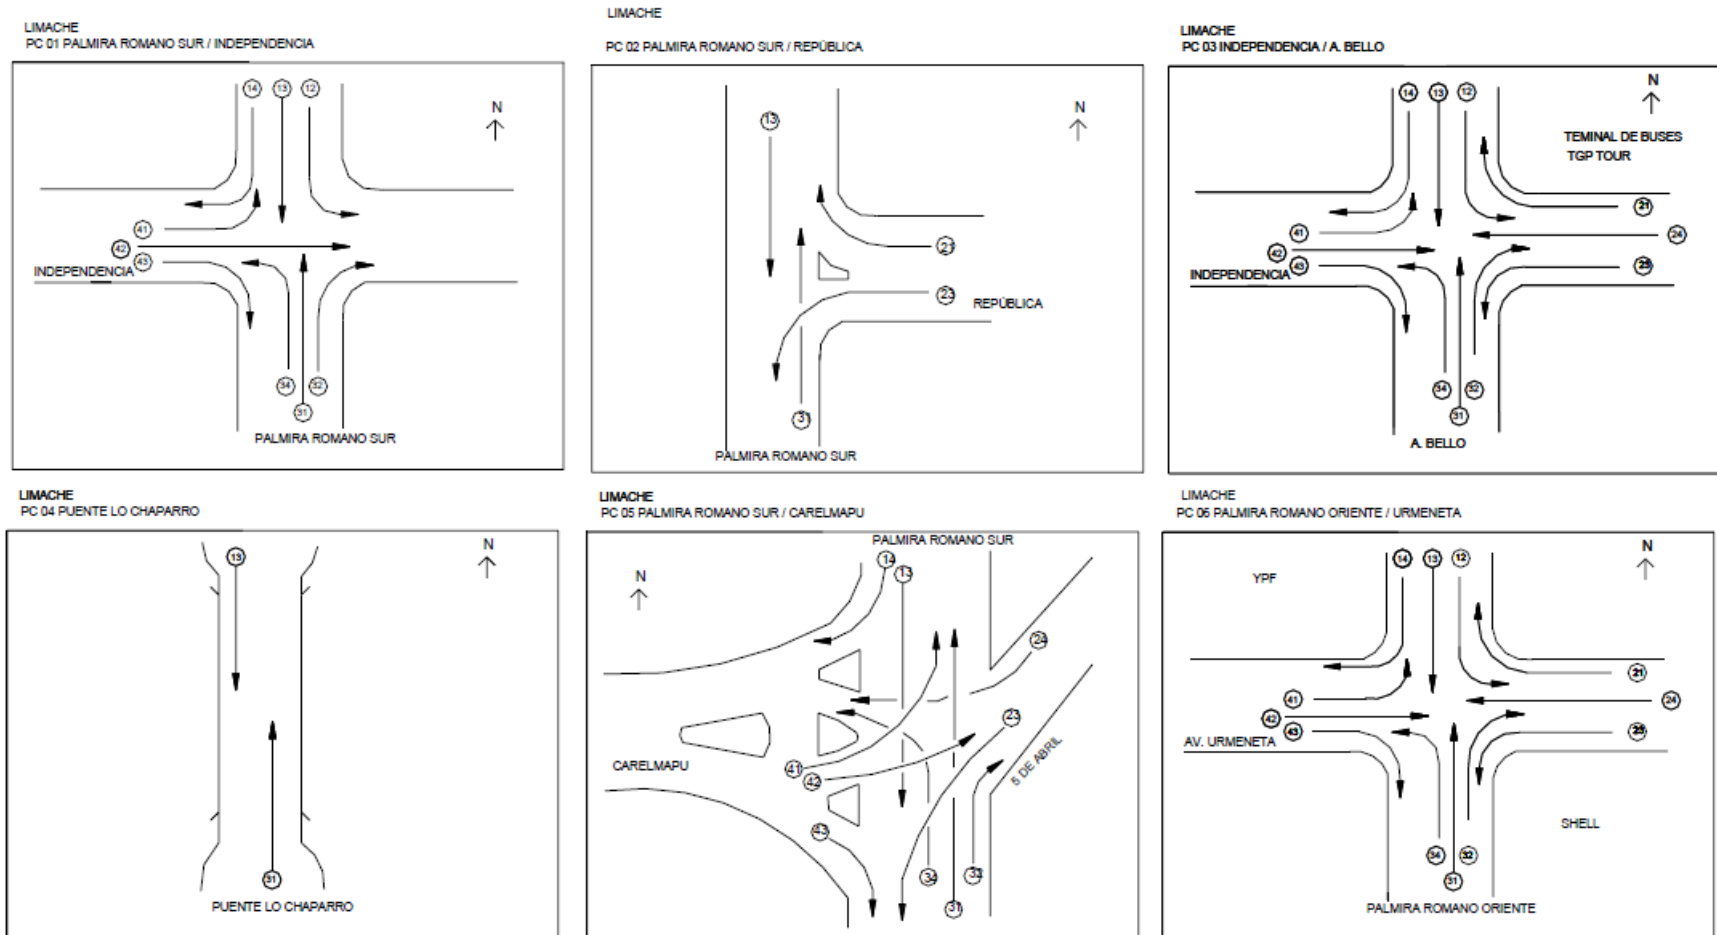 LIMACHE
PC 01 PALMIRA ROMANO SUR / INDEPENDENCIA
14 13 12
N
41
42
43
INDEPENDENCIA
34 32
31
PALMIRA ROMANO SUR
LIMACHE
PC 02 PALMIRA ROMANO SUR / REPÚBLICA
13
N
21
23
REPÚBLICA
31
PALMIRA ROMANO SUR
LIMACHE
PC 03 INDEPENDENCIA / A. BELLO
14 13 12
N
TEMINAL DE BUSES
TGP TOUR
21
41
24
42
43
23
INDEPENDENCIA
34 32
31
A. BELLO
LIMACHE
PC 04 PUENTE LO CHAPARRO
13
N
31
PUENTE LO CHAPARRO
LIMACHE
PC 05 PALMIRA ROMANO SUR / CARELMAPU
PALMIRA ROMANO SUR
14
13
N
24
23
CARELMAPU
41
42
5 DE ABRIL
43
34 32
31
LIMACHE
PC 06 PALMIRA ROMANO ORIENTE / URMENETA
14 13 12
N
YPF
21
41
24
42
43
23
AV. URMENETA
SHELL
34 32
31
PALMIRA ROMANO ORIENTE